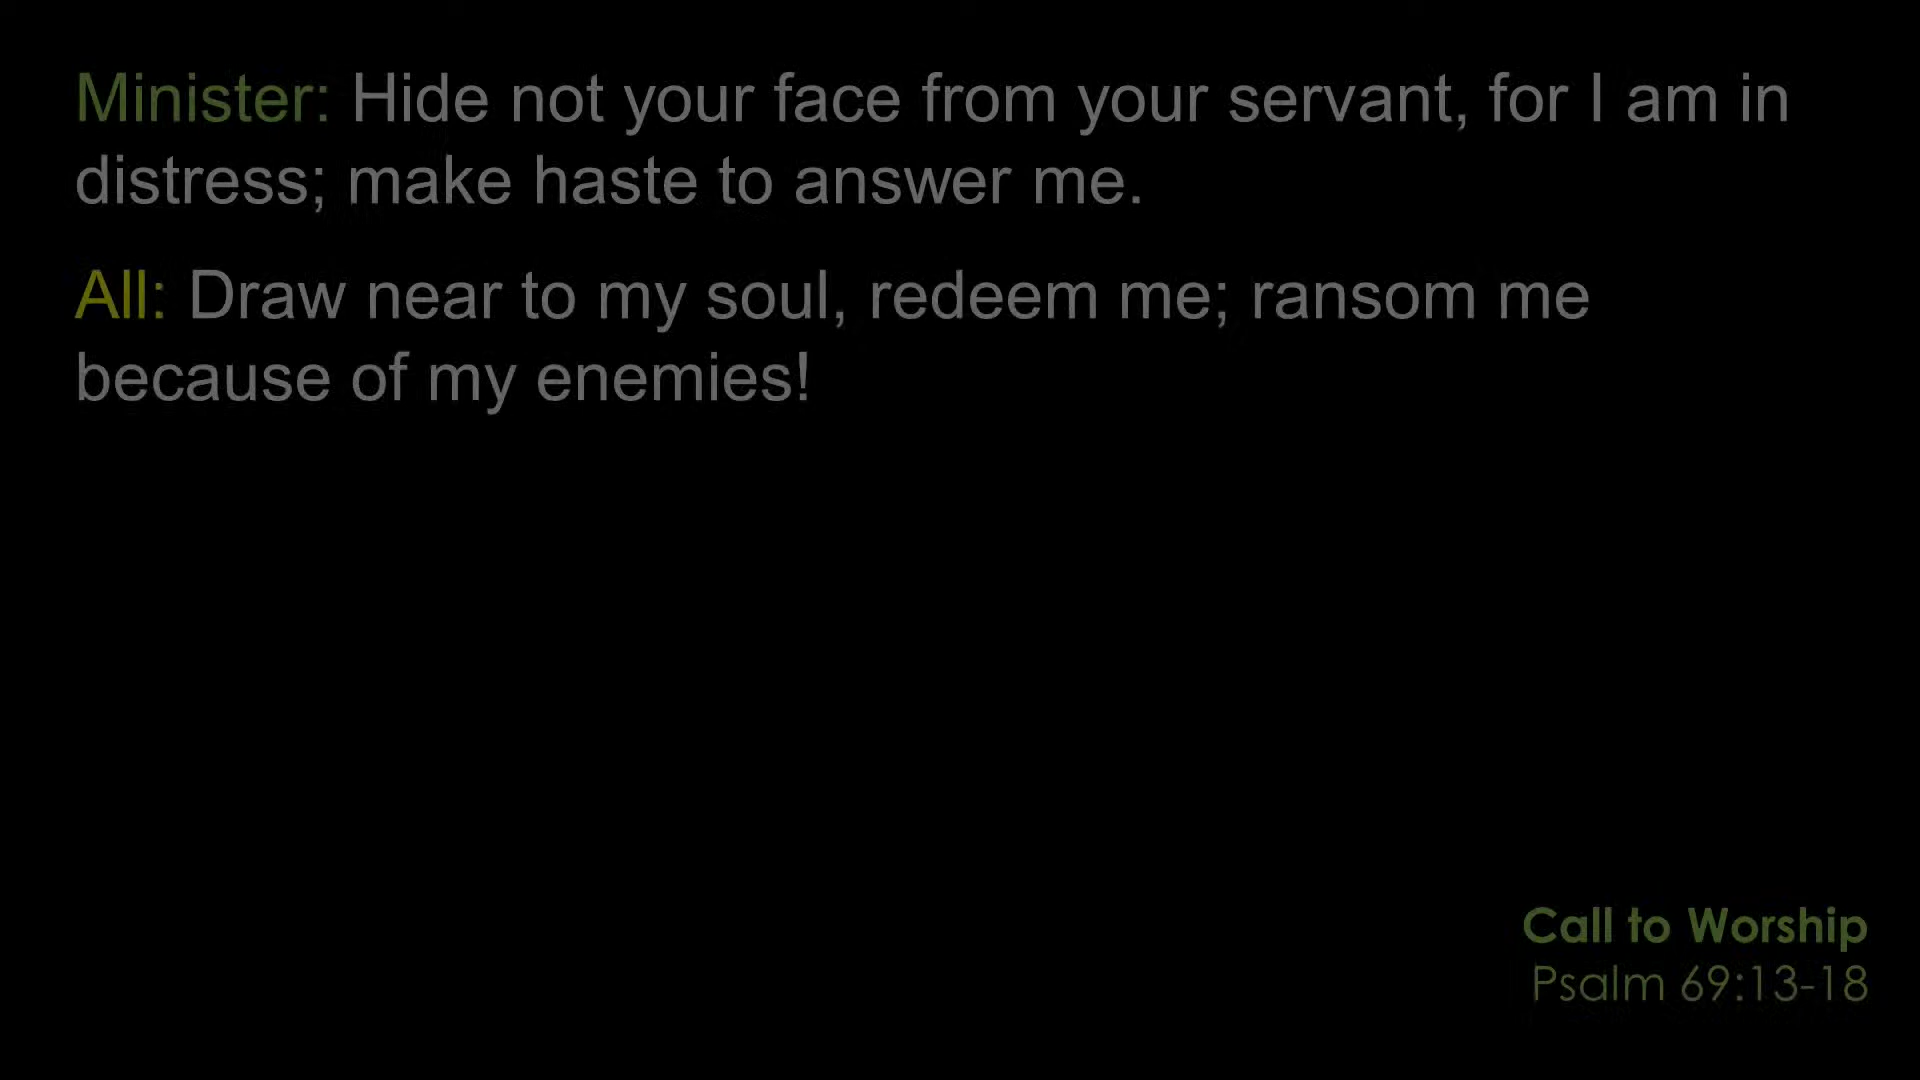 Minister: Hide not your face from your servant, for I am in
distress; make haste to answer me.
All: Draw near to my soul, redeem me; ransom me
because of my enemies!
Call to Worship
Psalm 69:13-18